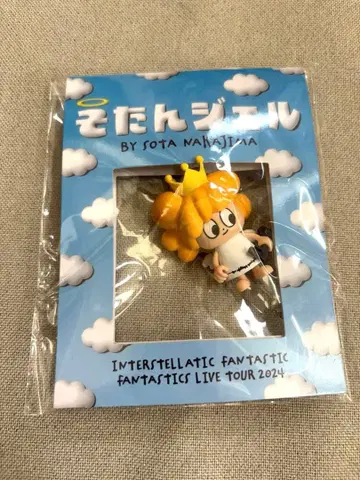 そたんジェル
BY SOTA NAKAJIMA
INTERSTELLATIC FANTASTIC
FANTASTICS LIVE TOUR 2024